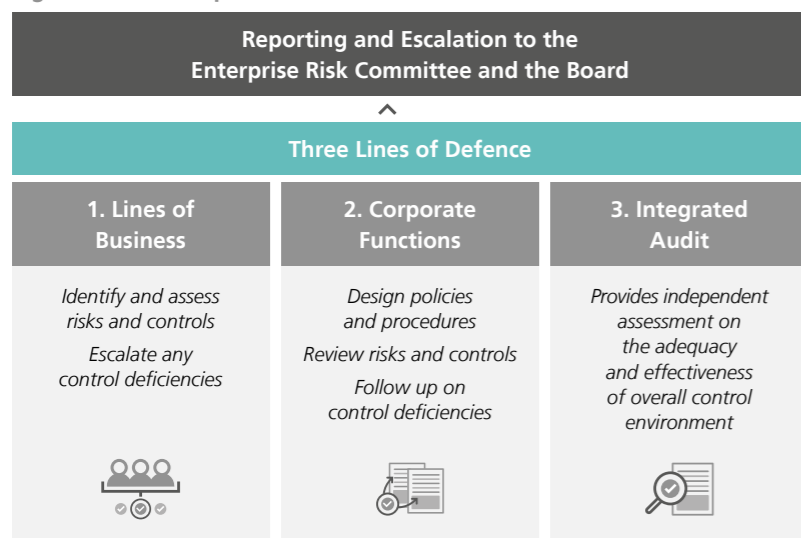 Reporting and Escalation to the
Enterprise Risk Committee and the Board
Three Lines of Defence
1. Lines of
Business
Identify and assess
risks and controls
Escalate any
control deficiencies
2. Corporate
Functions
Design policies
and procedures
Review risks and controls
Follow up on
control deficiencies
3. Integrated
Audit
Provides independent
assessment on
the adequacy
and effectiveness
of overall control
environment